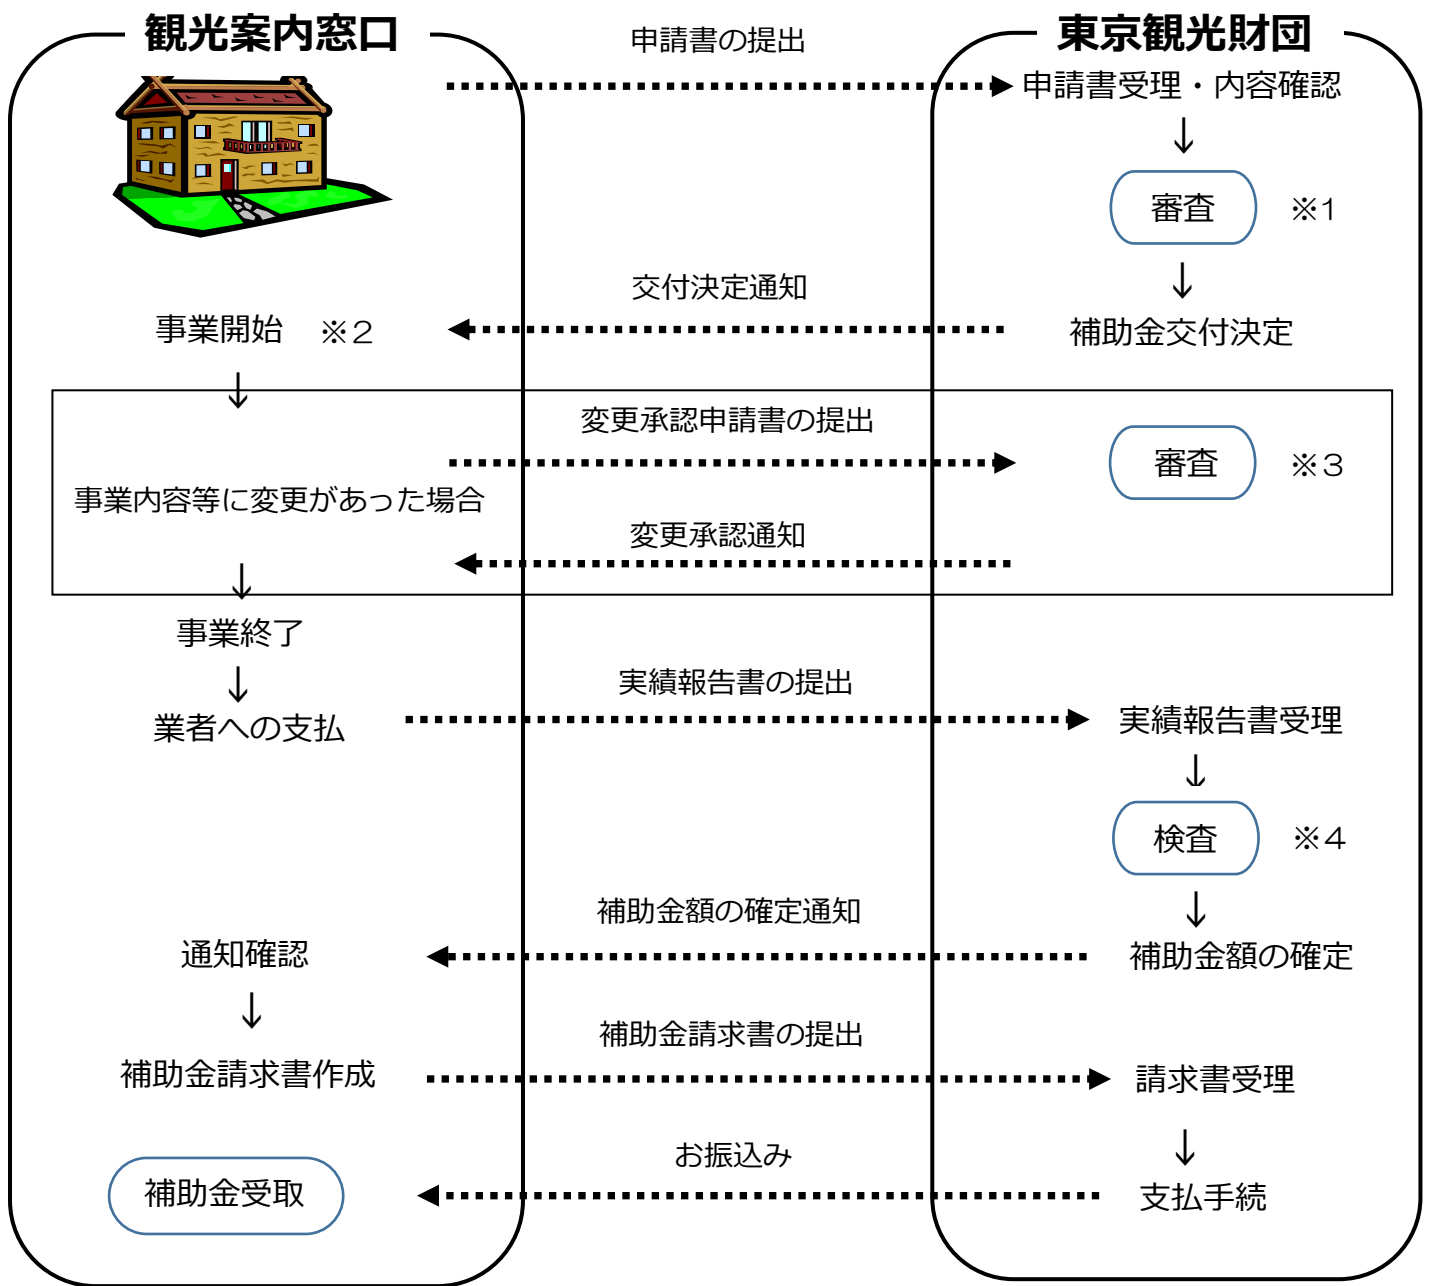 観光案内窓口
東京観光財団
申請書の提出
申請書受理・内容確認
↓
審査 ※1
↓
交付決定通知
事業開始 ※2
補助金交付決定
↓
変更承認申請書の提出
審査 ※3
事業内容等に変更があった場合
変更承認通知
↓
事業終了
↓
実績報告書の提出
業者への支払
実績報告書受理
↓
検査 ※4
↓
補助金額の確定通知
通知確認
補助金額の確定
↓
補助金請求書の提出
補助金請求書作成
請求書受理
↓
お振込み
補助金受取
支払手続